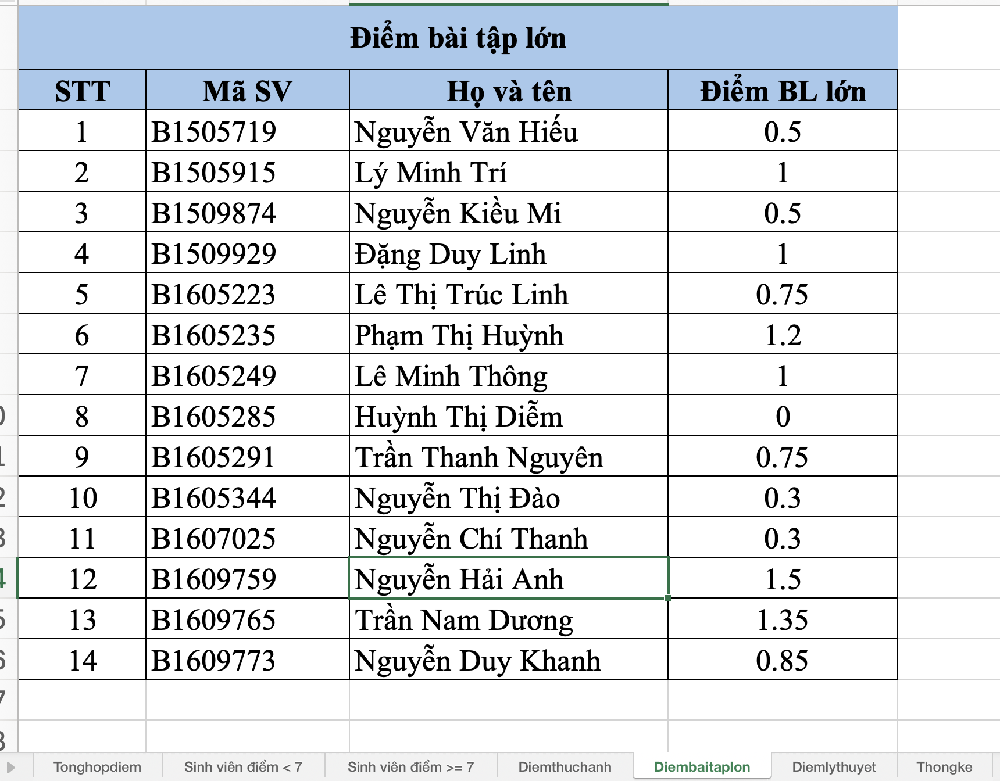 Điểm bài tập lớn
STT Mã SV Họ và tên Điểm BL lớn
1 B1505719 Nguyễn Văn Hiếu 0.5
2 B1505915 Lý Minh Trí 1
3 B1509874 Nguyễn Kiều Mi 0.5
4 B1509929 Đặng Duy Linh 1
5 B1605223 Lê Thị Trúc Linh 0.75
6 B1605235 Phạm Thị Huỳnh 1.2
7 B1605249 Lê Minh Thông 1
8 B1605285 Huỳnh Thị Diễm 0
9 B1605291 Trần Thanh Nguyên 0.75
10 B1605344 Nguyễn Thị Đào 0.3
11 B1607025 Nguyễn Chí Thanh 0.3
12 B1609759 Nguyễn Hải Anh 1.5
13 B1609765 Trần Nam Dương 1.35
14 B1609773 Nguyễn Duy Khanh 0.85
Tonghopdiem Sinh viên điểm < 7 Sinh viên điểm >= 7 Diemthuchanh Diembaitaplon Diemlythuyet Thongke